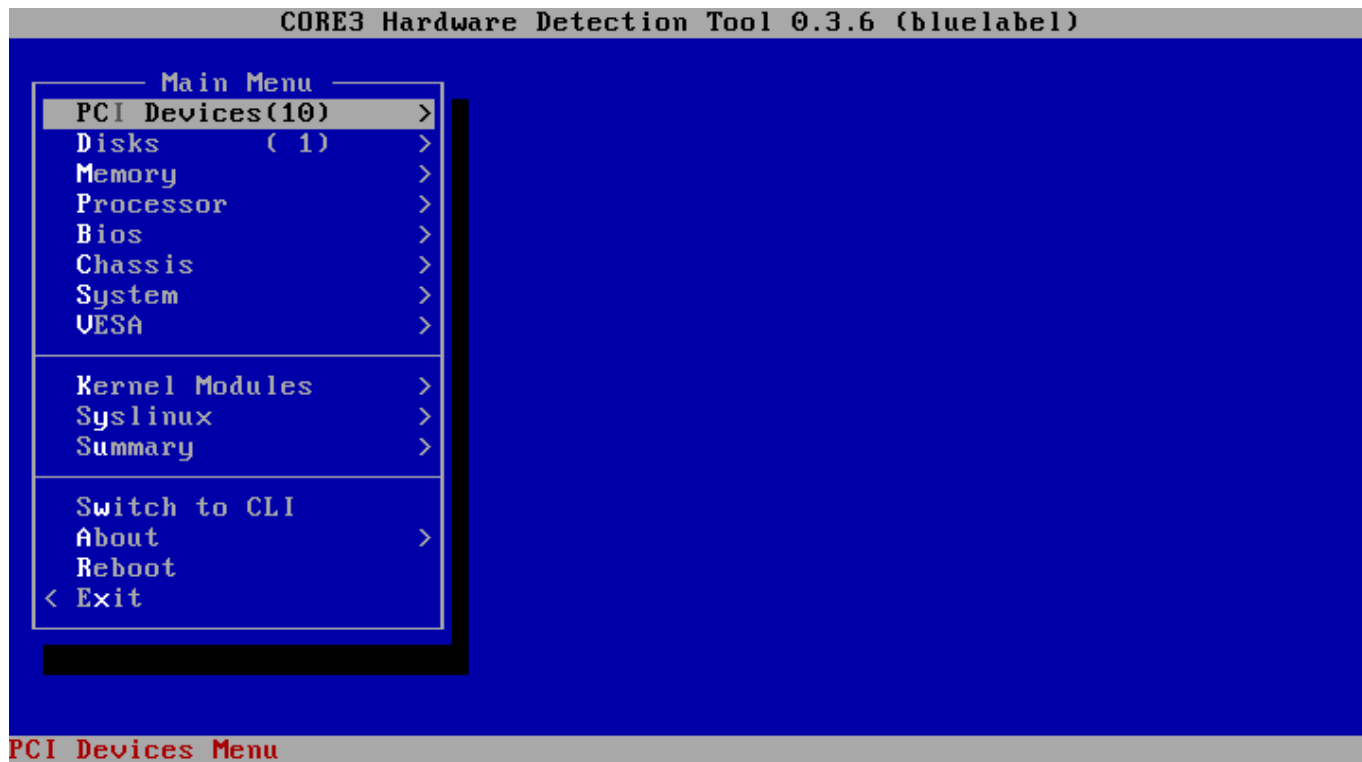 CORE3 Hardware Detection Tool 0.3.6 (bluelabel)
Main Menu
PCI Devices(10) >
Disks ( 1) >
Memory >
Processor >
Bios >
Chassis >
System >
VESA >
Kernel Modules >
Syslinux >
Summary >
Switch to CLI
About >
Reboot
< Exit
PCI Devices Menu